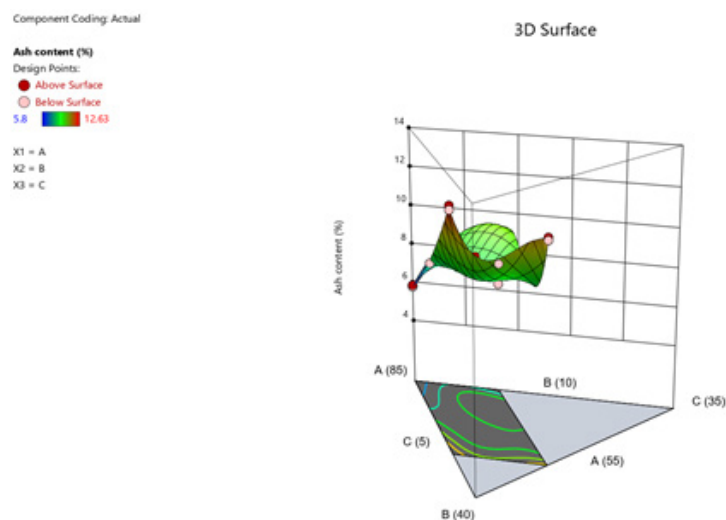 Component Coding: Actual
3D Surface
Ash content (%)
Design Points:
Above Surface
Below Surface
5.8 12.63
X1 = A
X2 = B
X3 = C
14
12
10
8
6
4
Ash content (%)
A (85)
B (10)
C (35)
C (5)
A (55)
B (40)